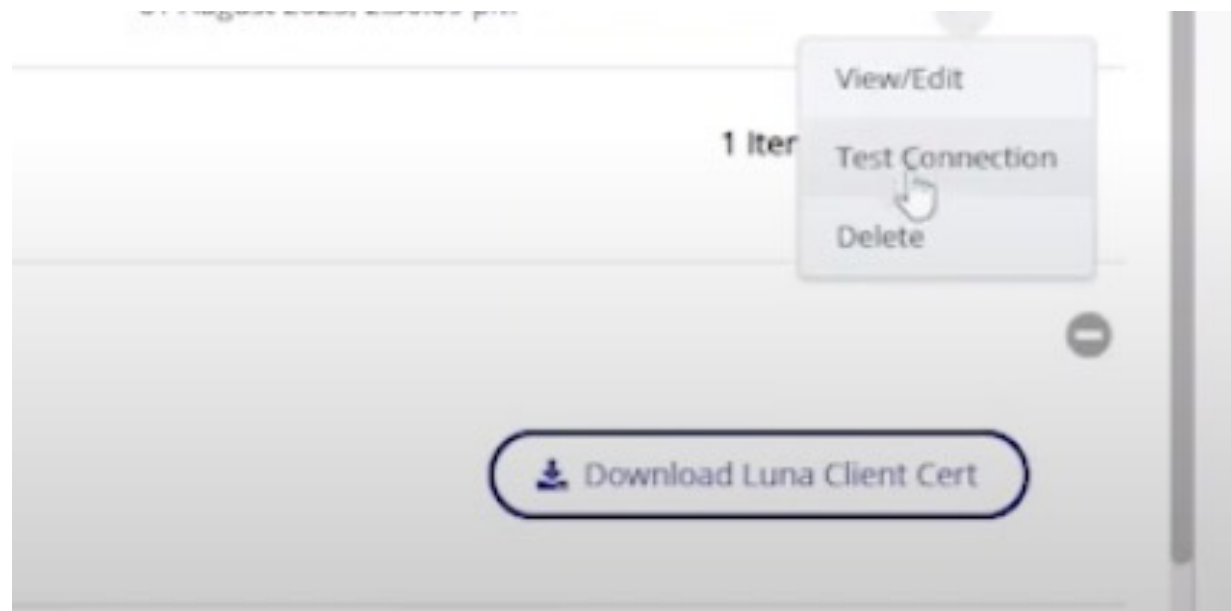 View/Edit
1 Iter
Test Connection
Delete
Download Luna Client Cert